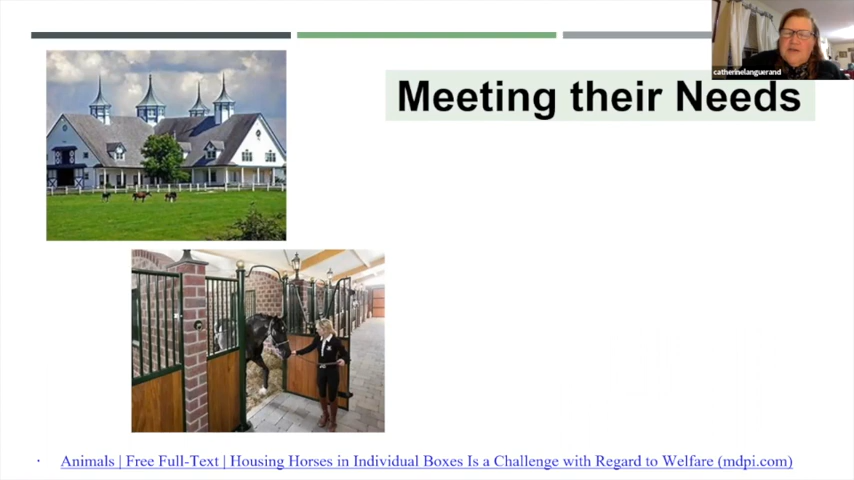 catherinelanguerand
Meeting their Needs
· Animals | Free Full-Text | Housing Horses in Individual Boxes Is a Challenge with Regard to Welfare (mdpi.com)